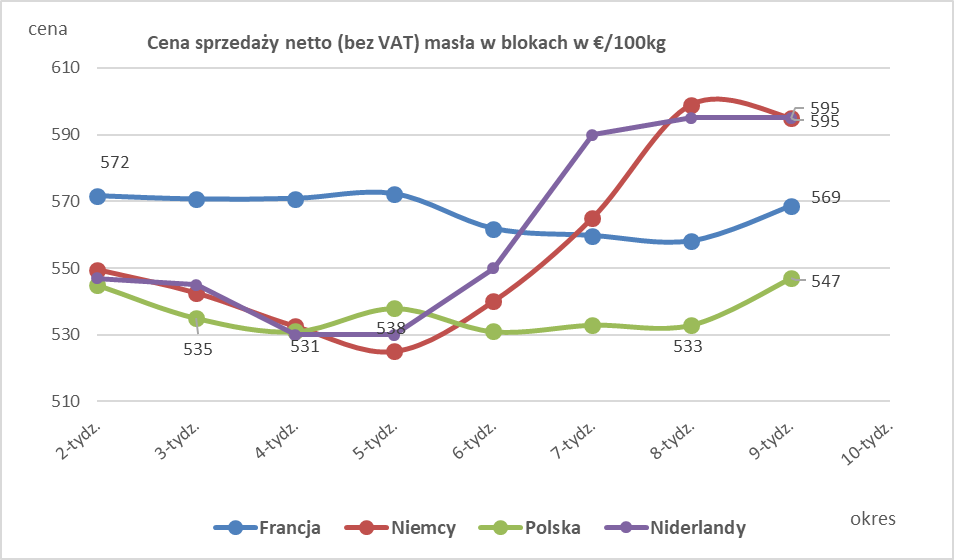 cena
Cena sprzedaży netto (bez VAT) masła w blokach w €/100kg
610
590
570
550
530
510
572
535
531
538
533
595
595
569
547
2-tydz.
3-tydz.
4-tydz.
5-tydz.
6-tydz.
7-tydz.
8-tydz.
9-tydz.
10-tydz.
okres
Francja Niemcy Polska Niderlandy